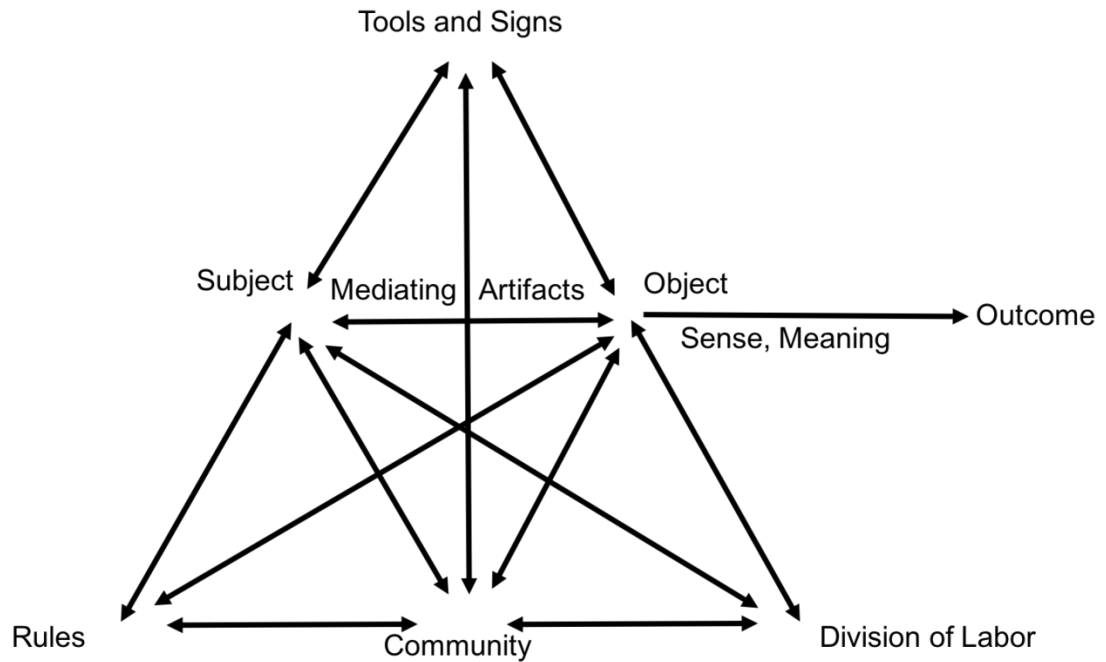 Tools and Signs
Subject
Mediating Artifacts
Object
Outcome
Sense, Meaning
Rules
Community
Division of Labor